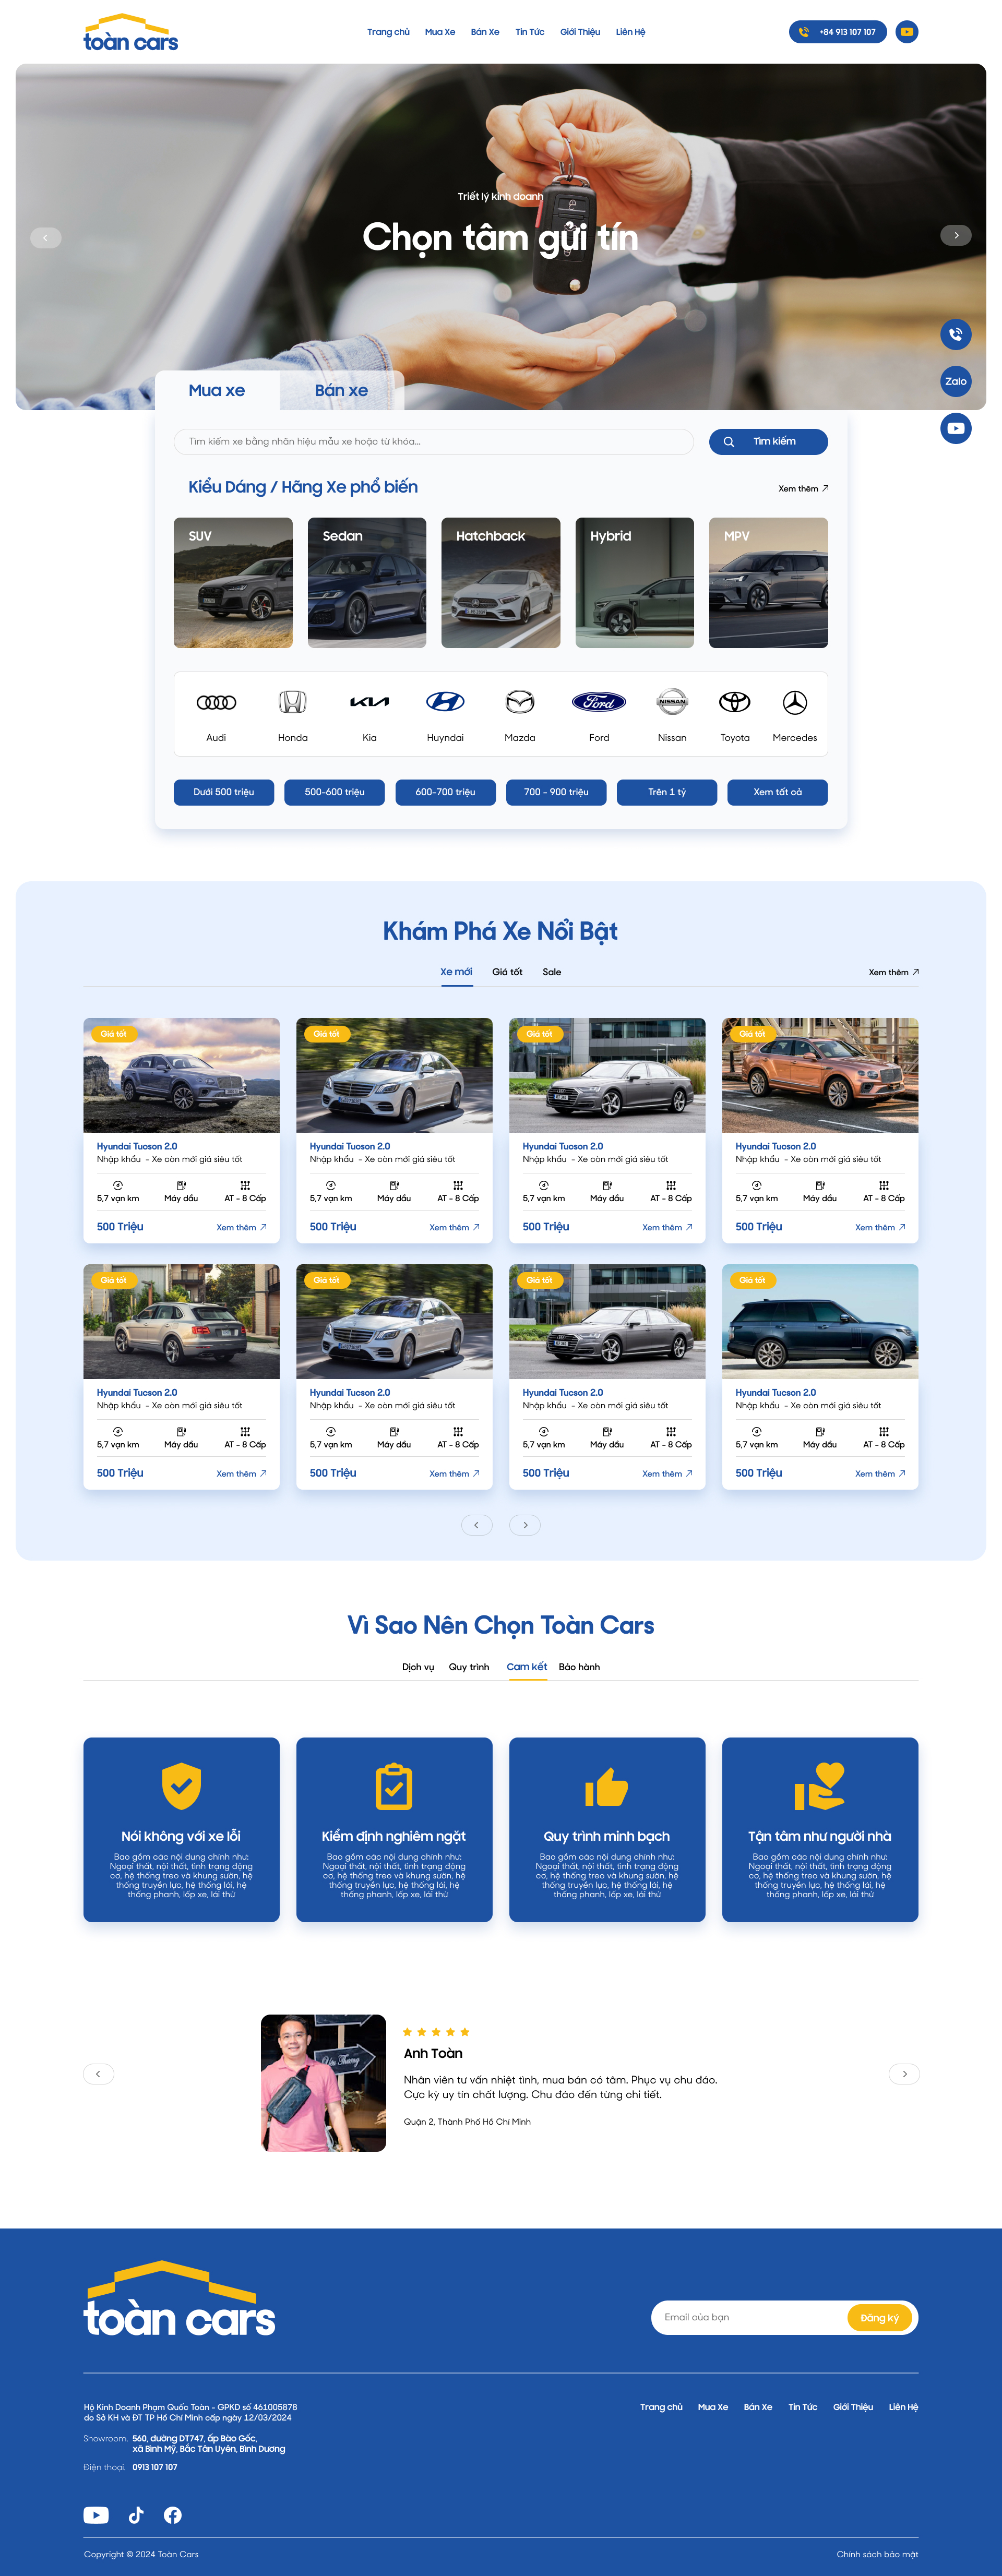 toàn cars
Trang chủ Mua Xe Bán Xe Tin Tức Giới Thiệu Liên Hệ
+84 913 107 107
Triết lý kinh doanh
Chọn tâm gửi tín
Zalo
Mua xe Bán xe
Tìm kiếm xe bằng nhãn hiệu mẫu xe hoặc từ khóa...
Tìm kiếm
Kiểu Dáng / Hãng Xe phổ biến
Xem thêm
SUV Sedan Hatchback Hybrid MPV
Ford NISSAN
Audi Honda Kia Huyndai Mazda Ford Nissan Toyota Mercedes
Dưới 500 triệu 500-600 triệu 600-700 triệu 700 - 900 triệu Trên 1 tỷ Xem tất cả
Khám Phá Xe Nổi Bật
Xe mới Giá tốt Sale
Xem thêm
Giá tốt Giá tốt Giá tốt Giá tốt
Hyundai Tucson 2.0 Hyundai Tucson 2.0 Hyundai Tucson 2.0 Hyundai Tucson 2.0
Nhập khẩu - Xe còn mới giá siêu tốt Nhập khẩu - Xe còn mới giá siêu tốt Nhập khẩu - Xe còn mới giá siêu tốt Nhập khẩu - Xe còn mới giá siêu tốt
5,7 vạn km Máy dầu AT - 8 Cấp 5,7 vạn km Máy dầu AT - 8 Cấp 5,7 vạn km Máy dầu AT - 8 Cấp 5,7 vạn km Máy dầu AT - 8 Cấp
500 Triệu Xem thêm 500 Triệu Xem thêm 500 Triệu Xem thêm 500 Triệu Xem thêm
Giá tốt Giá tốt Giá tốt Giá tốt
Hyundai Tucson 2.0 Hyundai Tucson 2.0 Hyundai Tucson 2.0 Hyundai Tucson 2.0
Nhập khẩu - Xe còn mới giá siêu tốt Nhập khẩu - Xe còn mới giá siêu tốt Nhập khẩu - Xe còn mới giá siêu tốt Nhập khẩu - Xe còn mới giá siêu tốt
5,7 vạn km Máy dầu AT - 8 Cấp 5,7 vạn km Máy dầu AT - 8 Cấp 5,7 vạn km Máy dầu AT - 8 Cấp 5,7 vạn km Máy dầu AT - 8 Cấp
500 Triệu Xem thêm 500 Triệu Xem thêm 500 Triệu Xem thêm 500 Triệu Xem thêm
Vì Sao Nên Chọn Toàn Cars
Dịch vụ Quy trình Cam kết Bảo hành
Nói không với xe lỗi
Bao gồm các nội dung chính như:
Ngoại thất, nội thất, tình trạng động
cơ, hệ thống treo và khung sườn, hệ
thống truyền lực, hệ thống lái, hệ
thống phanh, lốp xe, lái thử
Kiểm định nghiêm ngặt
Bao gồm các nội dung chính như:
Ngoại thất, nội thất, tình trạng động
cơ, hệ thống treo và khung sườn, hệ
thống truyền lực, hệ thống lái, hệ
thống phanh, lốp xe, lái thử
Quy trình minh bạch
Bao gồm các nội dung chính như:
Ngoại thất, nội thất, tình trạng động
cơ, hệ thống treo và khung sườn, hệ
thống truyền lực, hệ thống lái, hệ
thống phanh, lốp xe, lái thử
Tận tâm như người nhà
Bao gồm các nội dung chính như:
Ngoại thất, nội thất, tình trạng động
cơ, hệ thống treo và khung sườn, hệ
thống truyền lực, hệ thống lái, hệ
thống phanh, lốp xe, lái thử
Yêu Thương
Anh Toàn
Nhân viên tư vấn nhiệt tình, mua bán có tâm. Phục vụ chu đáo.
Cực kỳ uy tín chất lượng. Chu đáo đến từng chi tiết.
Quận 2, Thành Phố Hồ Chí Minh
toàn cars
Email của bạn
Đăng ký
Hộ Kinh Doanh Phạm Quốc Toàn - GPKD số 461005878
do Sở KH và ĐT TP Hồ Chí Minh cấp ngày 12/03/2024
Trang chủ Mua Xe Bán Xe Tin Tức Giới Thiệu Liên Hệ
Showroom. 560, đường DT747, ấp Bào Gốc,
xã Bình Mỹ, Bắc Tân Uyên, Bình Dương
Điện thoại. 0913 107 107
Copyright © 2024 Toàn Cars
Chính sách bảo mật